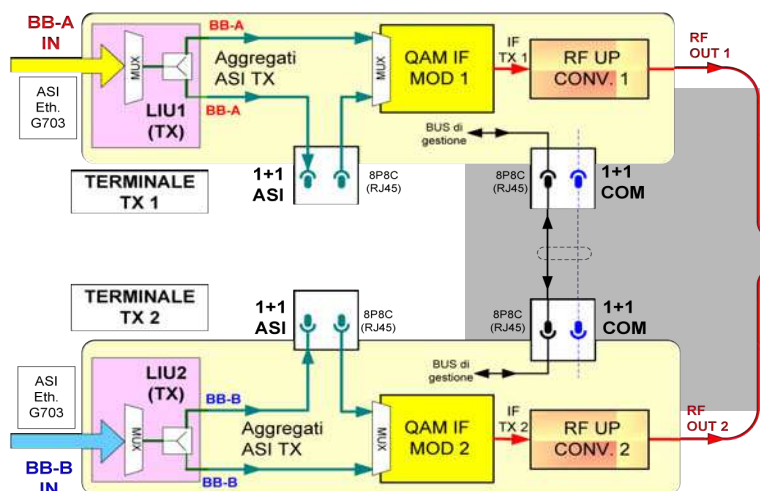 BB-A
IN
ASI
Eth.
G703
MUX
LIU1
(TX)
BB-A
BB-A
Aggregati
ASI TX
MUX
QAM IF
MOD 1
IF
TX 1
RF UP
CONV. 1
RF
OUT 1
BUS di
gestione
TERMINALE
TX 1
1+1
ASI
8P8C
(RJ45)
8P8C
(RJ45)
1+1
COM
TERMINALE
TX 2
1+1
ASI
8P8C
(RJ45)
8P8C
(RJ45)
1+1
COM
ASI
Eth.
G703
BB-B
IN
LIU2
(TX)
MUX
BB-B
BB-B
Aggregati
ASI TX
MUX
BUS di
gestione
QAM IF
MOD 2
IF
TX 2
RF UP
CONV. 2
RF
OUT 2